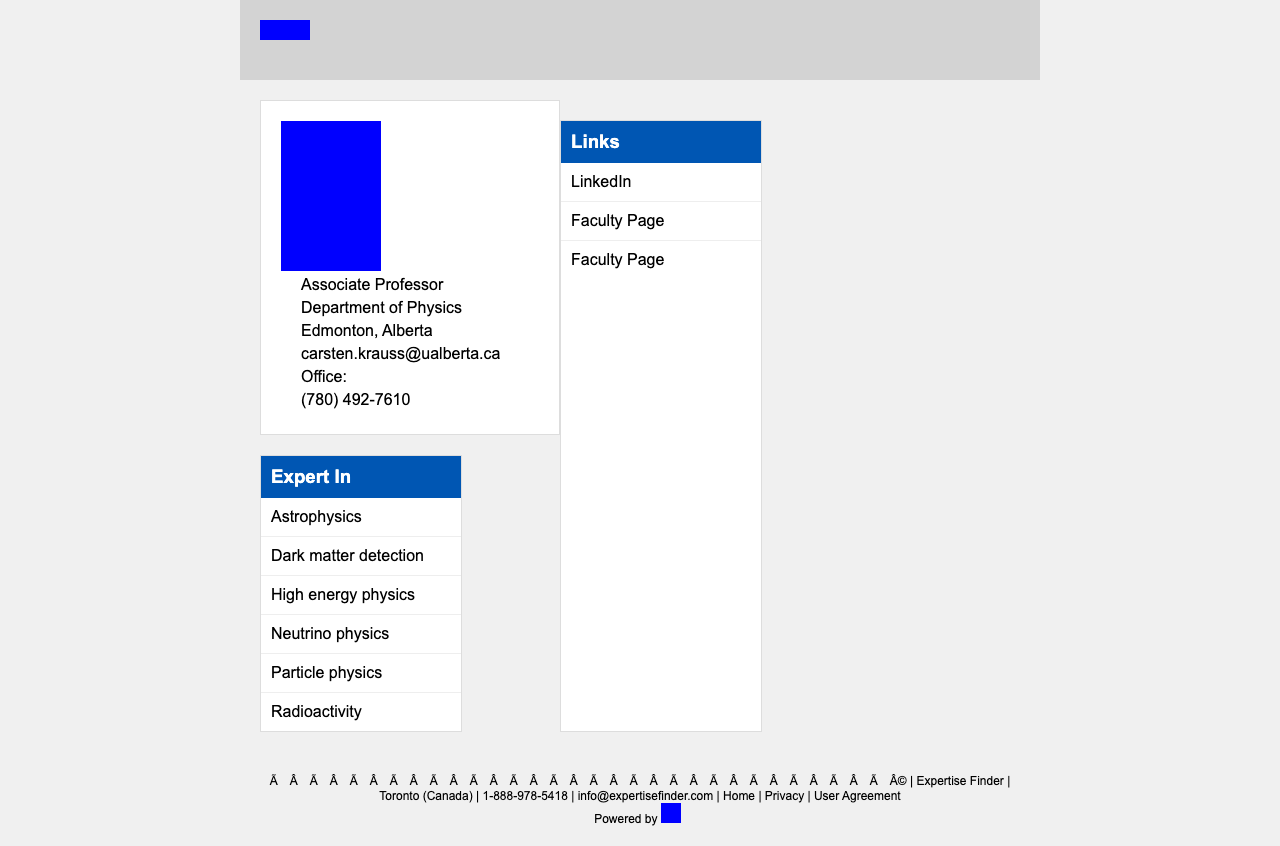 Associate Professor
Department of Physics
Edmonton, Alberta
carsten.krauss@ualberta.ca
Office:
(780) 492-7610
Expert In
Astrophysics
Dark matter detection
High energy physics
Neutrino physics
Particle physics
Radioactivity
Links
LinkedIn
Faculty Page
Faculty Page
Ã Â Ã Â Ã Â Ã Â Ã Â Ã Â Ã Â Ã Â Ã Â Ã Â Ã Â Ã Â Ã Â Ã Â Ã Â Ã Â© | Expertise Finder |
Toronto (Canada) | 1-888-978-5418 | info@expertisefinder.com | Home | Privacy | User Agreement
Powered by